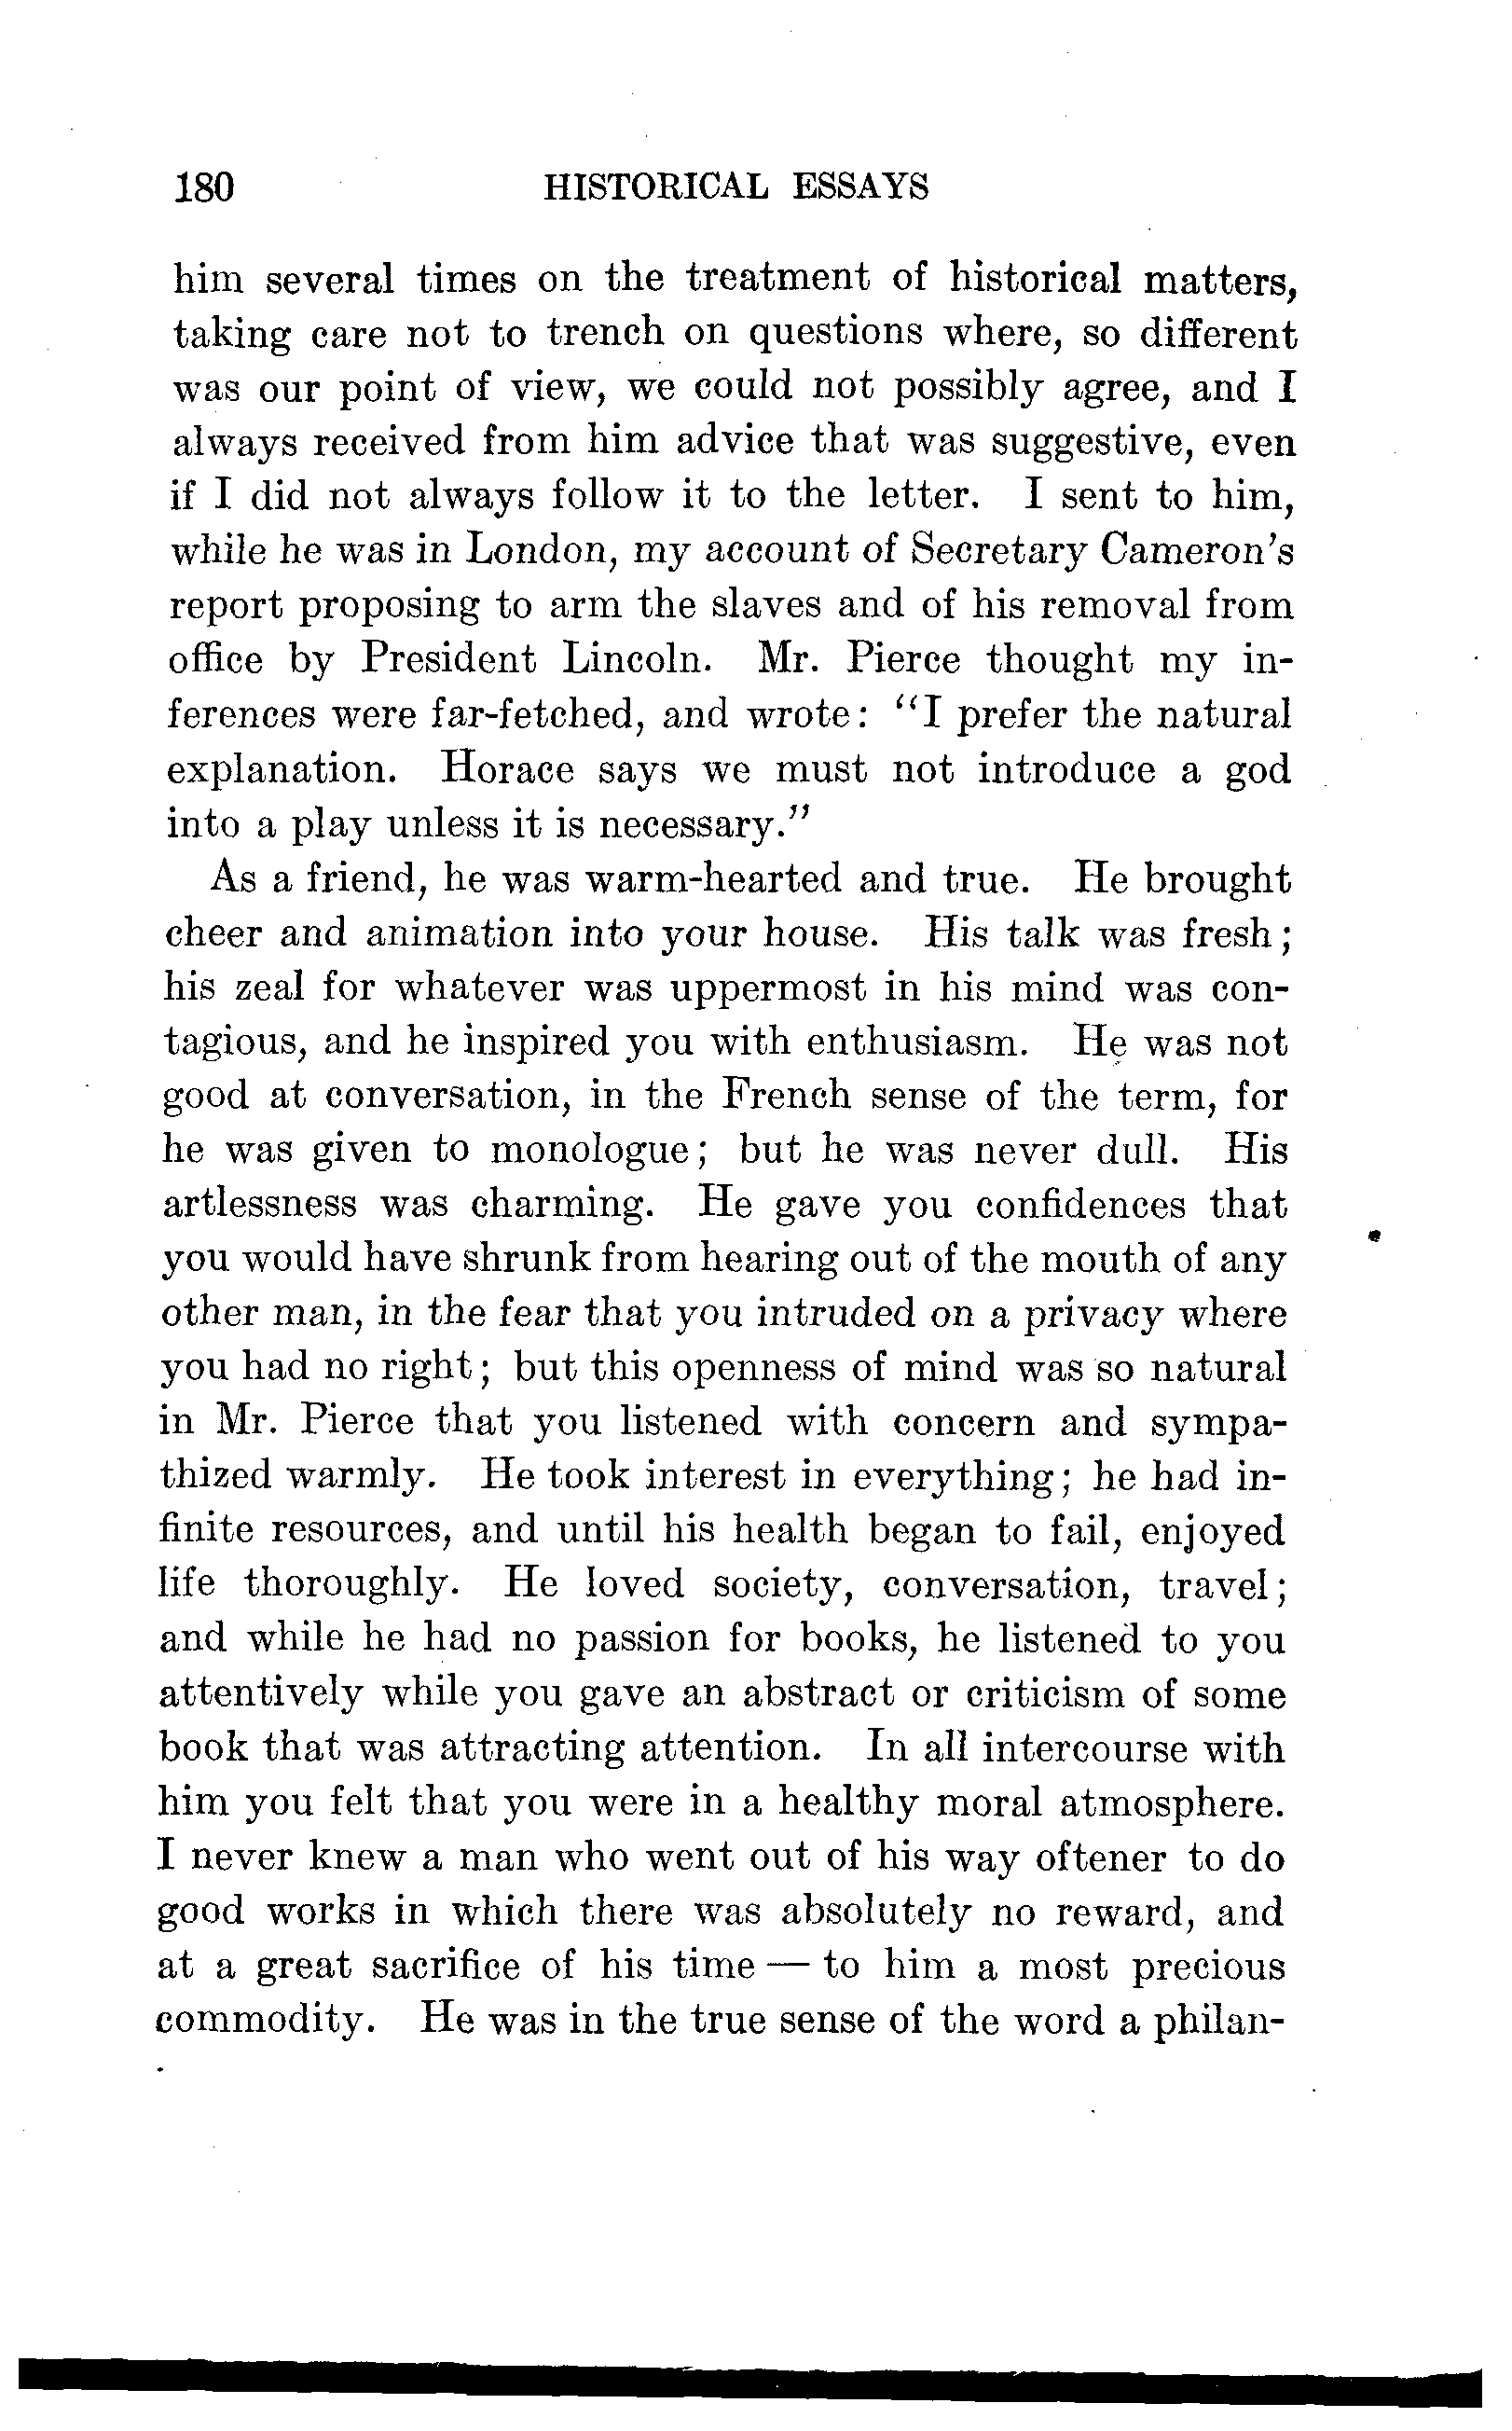 180 HISTORICAL ESSAYS
him several times on the treatment of historical matters,
taking care not to trench on questions where, so different
was our point of view, we could not possibly agree, and I
always received from him advice that was suggestive, even
if I did not always follow it to the letter. I sent to him,
while he was in London, my account of Secretary Cameron's
report proposing to arm the slaves and of his removal from
office by President Lincoln. Mr. Pierce thought my in-
ferences were far-fetched, and wrote: "I prefer the natural
explanation. Horace says we must not introduce a god
into a play unless it is necessary."
As a friend, he was warm-hearted and true. He brought
cheer and animation into your house. His talk was fresh;
his zeal for whatever was uppermost in his mind was con-
tagious, and he inspired you with enthusiasm. He was not
good at conversation, in the French sense of the term, for
he was given to monologue; but he was never dull. His
artlessness was charming. He gave you confidences that
you would have shrunk from hearing out of the mouth of any
other man, in the fear that you intruded on a privacy where
you had no right; but this openness of mind was so natural
in Mr. Pierce that you listened with concern and sympa-
thized warmly. He took interest in everything; he had in-
finite resources, and until his health began to fail, enjoyed
life thoroughly. He loved society, conversation, travel;
and while he had no passion for books, he listened to you
attentively while you gave an abstract or criticism of some
book that was attracting attention. In all intercourse with
him you felt that you were in a healthy moral atmosphere.
I never knew a man who went out of his way oftener to do
good works in which there was absolutely no reward, and
at a great sacrifice of his time — to him a most precious
commodity. He was in the true sense of the word a philan-